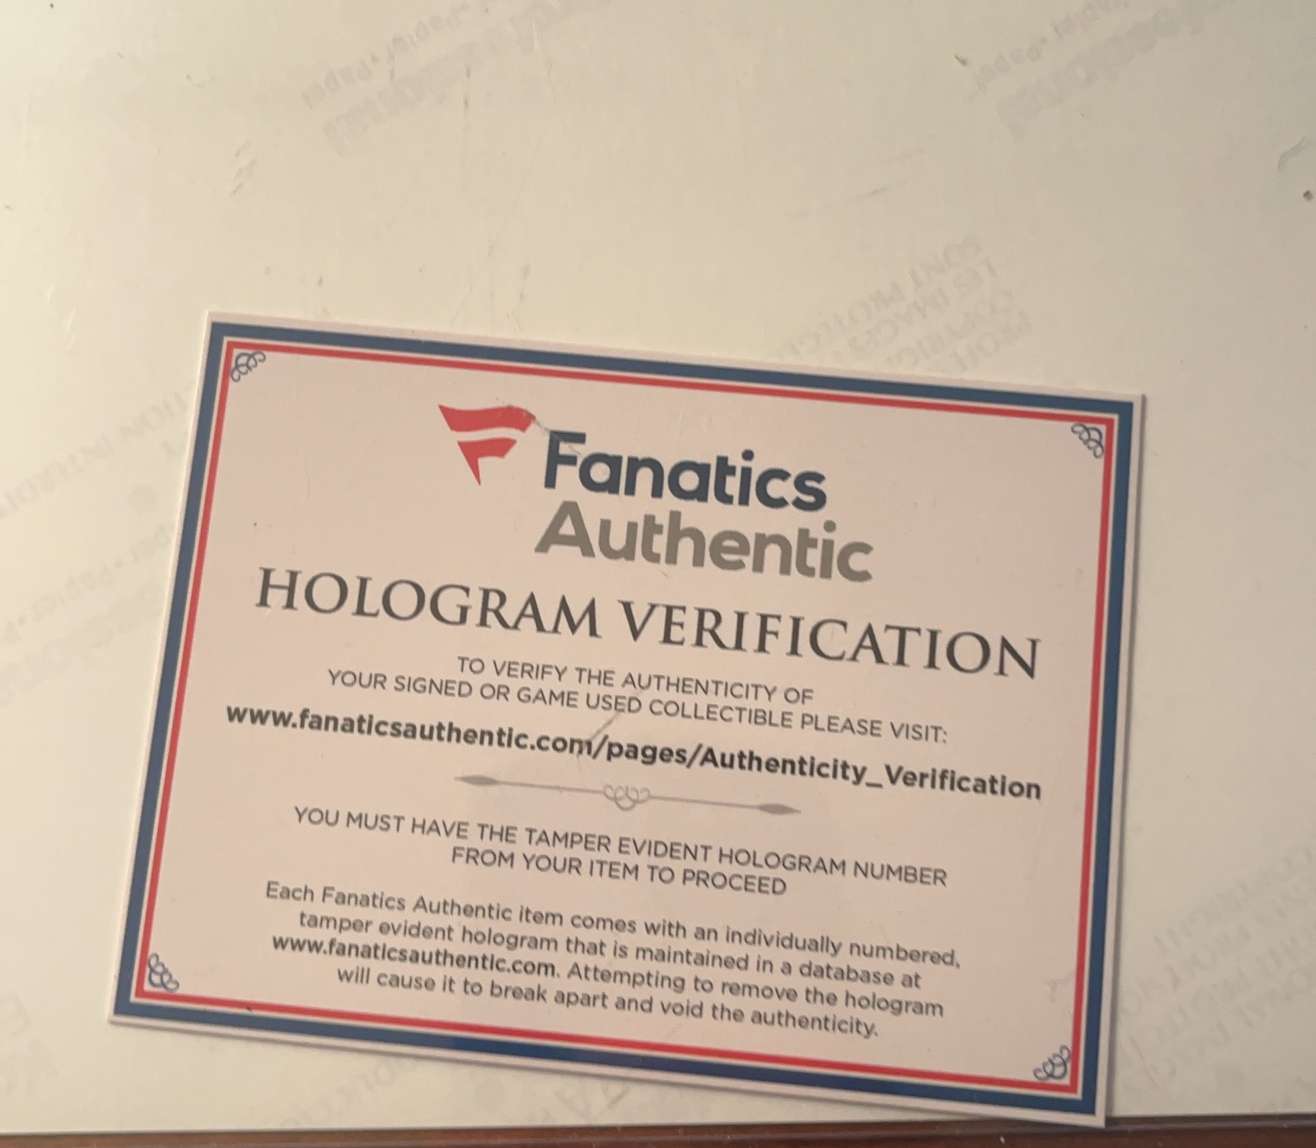 Fanatics
Authentic
HOLOGRAM VERIFICATION
TO VERIFY THE AUTHENTICITY OF
YOUR SIGNED OR GAME USED COLLECTIBLE PLEASE VISIT:
www.fanaticsauthentic.com/pages/Authenticity_Verification
YOU MUST HAVE THE TAMPER EVIDENT HOLOGRAM NUMBER
FROM YOUR ITEM TO PROCEED
Each Fanatics Authentic item comes with an individually numbered,
tamper evident hologram that is maintained in a database at
www.fanaticsauthentic.com. Attempting to remove the hologram
will cause it to break apart and void the authenticity.